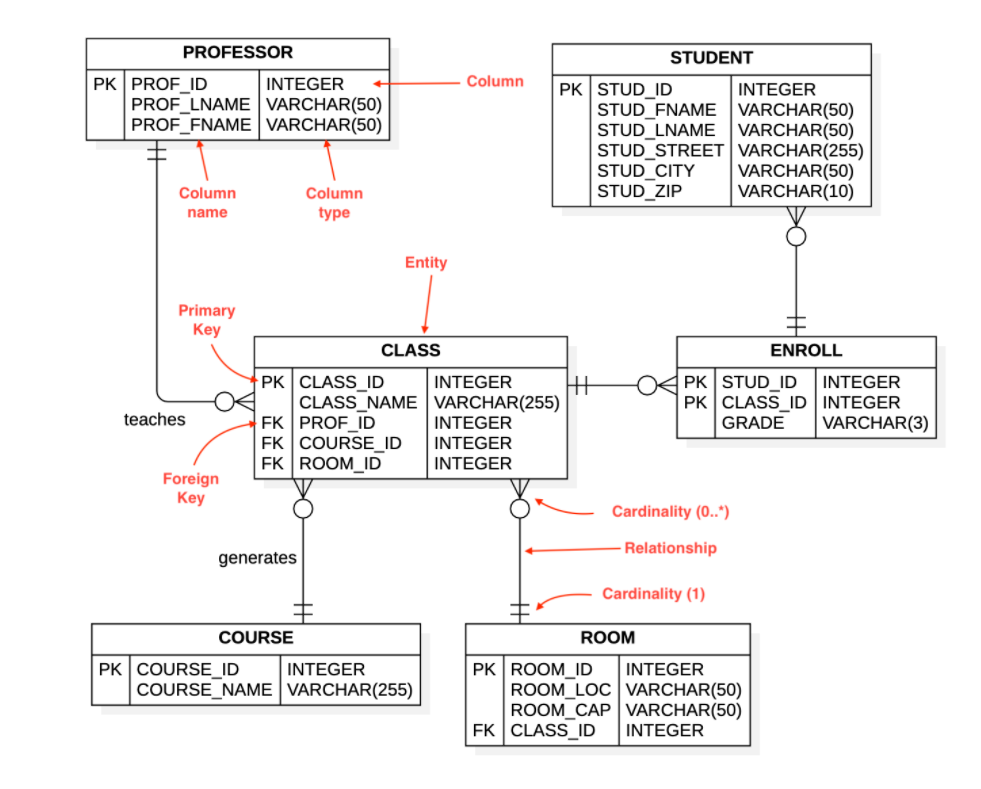 PROFESSOR
PK PROF_ID INTEGER
PROF_LNAME VARCHAR(50)
PROF_FNAME VARCHAR(50)
Column
Column
name
Column
type
STUDENT
PK STUD_ID INTEGER
STUD_FNAME VARCHAR(50)
STUD_LNAME VARCHAR(50)
STUD_STREET VARCHAR(255)
STUD_CITY VARCHAR(50)
STUD_ZIP VARCHAR(10)
Entity
Primary
Key
CLASS
PK CLASS_ID INTEGER
CLASS_NAME VARCHAR(255)
FK PROF_ID INTEGER
FK COURSE_ID INTEGER
FK ROOM_ID INTEGER
ENROLL
PK STUD_ID INTEGER
PK CLASS_ID INTEGER
GRADE VARCHAR(3)
teaches
Foreign
Key
Cardinality (0..*)
generates
Relationship
Cardinality (1)
COURSE
PK COURSE_ID INTEGER
COURSE_NAME VARCHAR(255)
ROOM
PK ROOM_ID INTEGER
ROOM_LOC VARCHAR(50)
ROOM_CAP VARCHAR(50)
FK CLASS_ID INTEGER